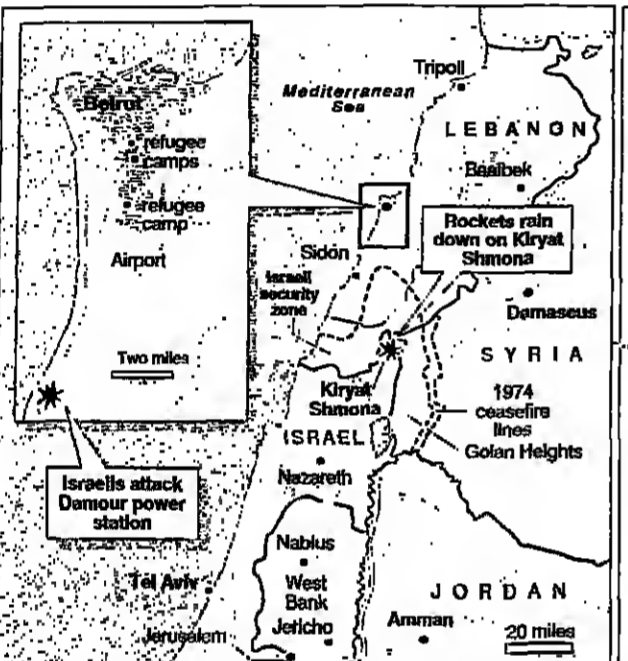 Beirut
refugee
camps
refugee
camp
Airport
Two miles
Israelis attack
Damour power
station
Mediterranean
Sea
Tripoli
LEBANON
Baalbek
Rockets rain
down on Kiryat
Shmona
Sidon
Israeli
security
zone
Damascus
SYRIA
Kiryat
Shmona
1974
ceasefire
lines
Golan Heights
ISRAEL
Nazareth
Nablus
West
Bank
Tel Aviv
Jericho
Jerusalem
JORDAN
Amman
20 miles